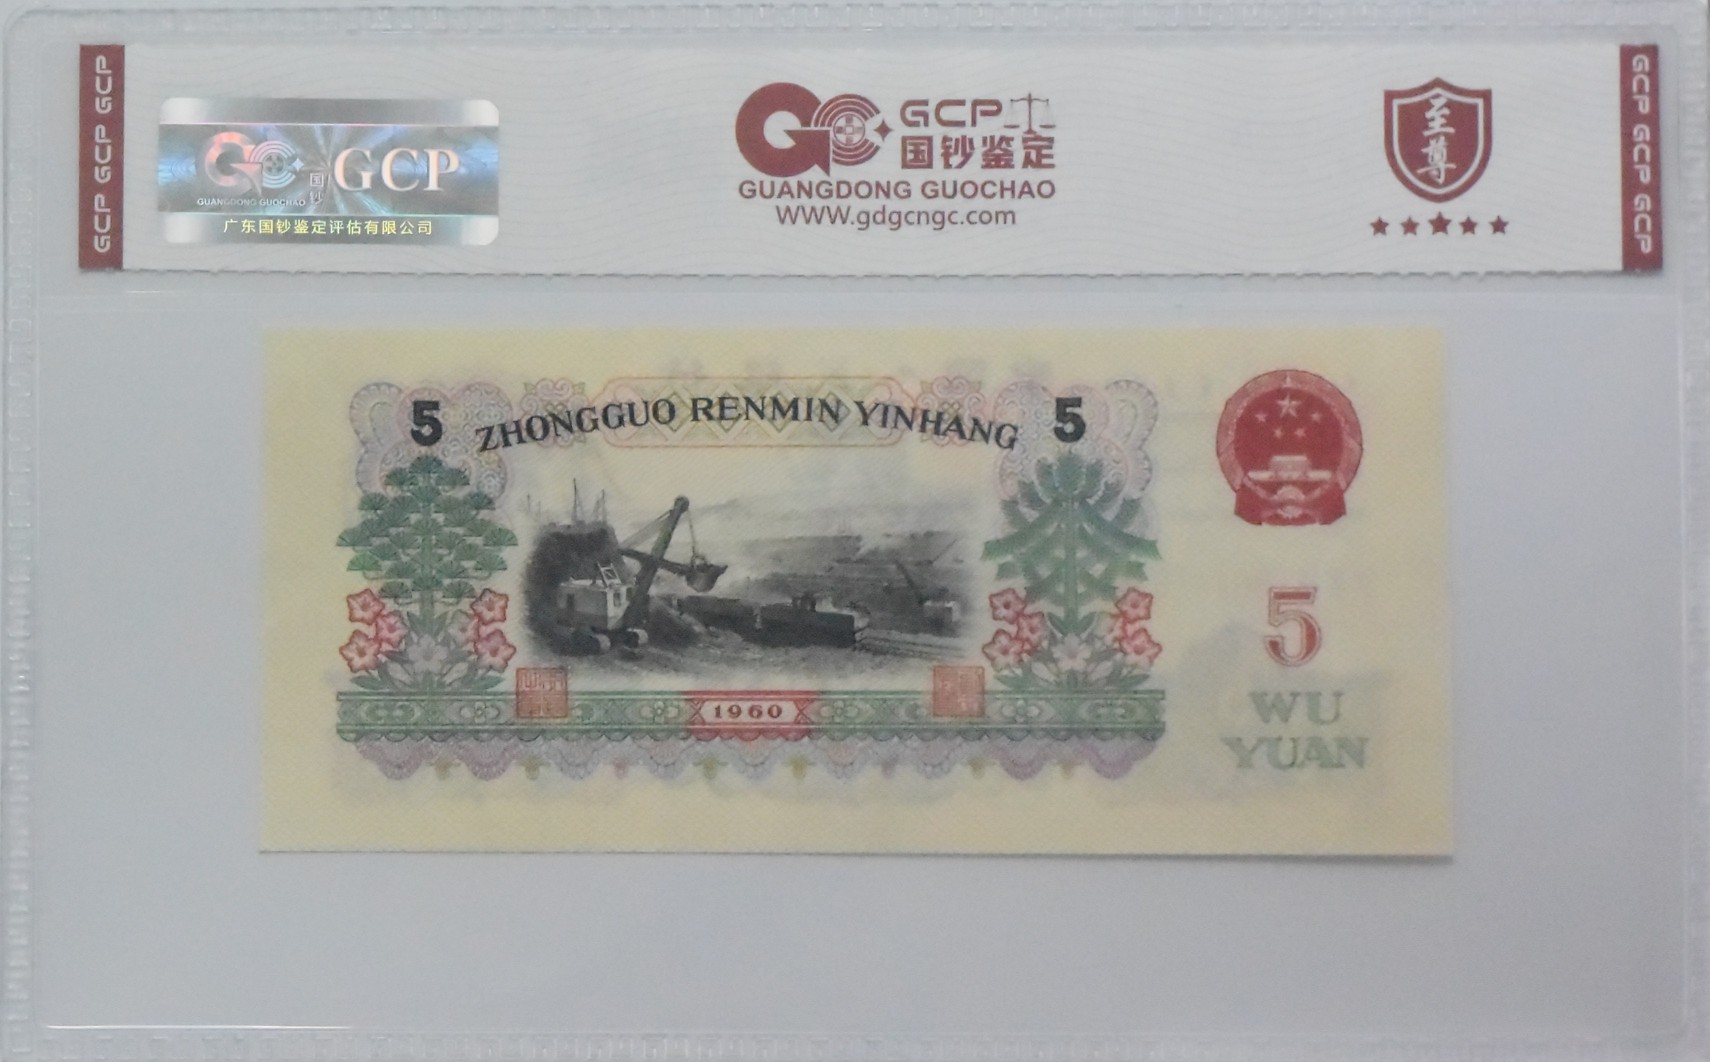 GCP GCP GCP
GCP
GUANGDONG GUOCHAO
国钞
广东国钞鉴定评估有限公司
GCP
国钞鉴定
GUANGDONG GUOCHAO
WWW.gdgcngc.com
至尊
GCP GCP GCP
5 ZHONGGUO RENMIN YINHANG 5
1960
5
WU
YUAN